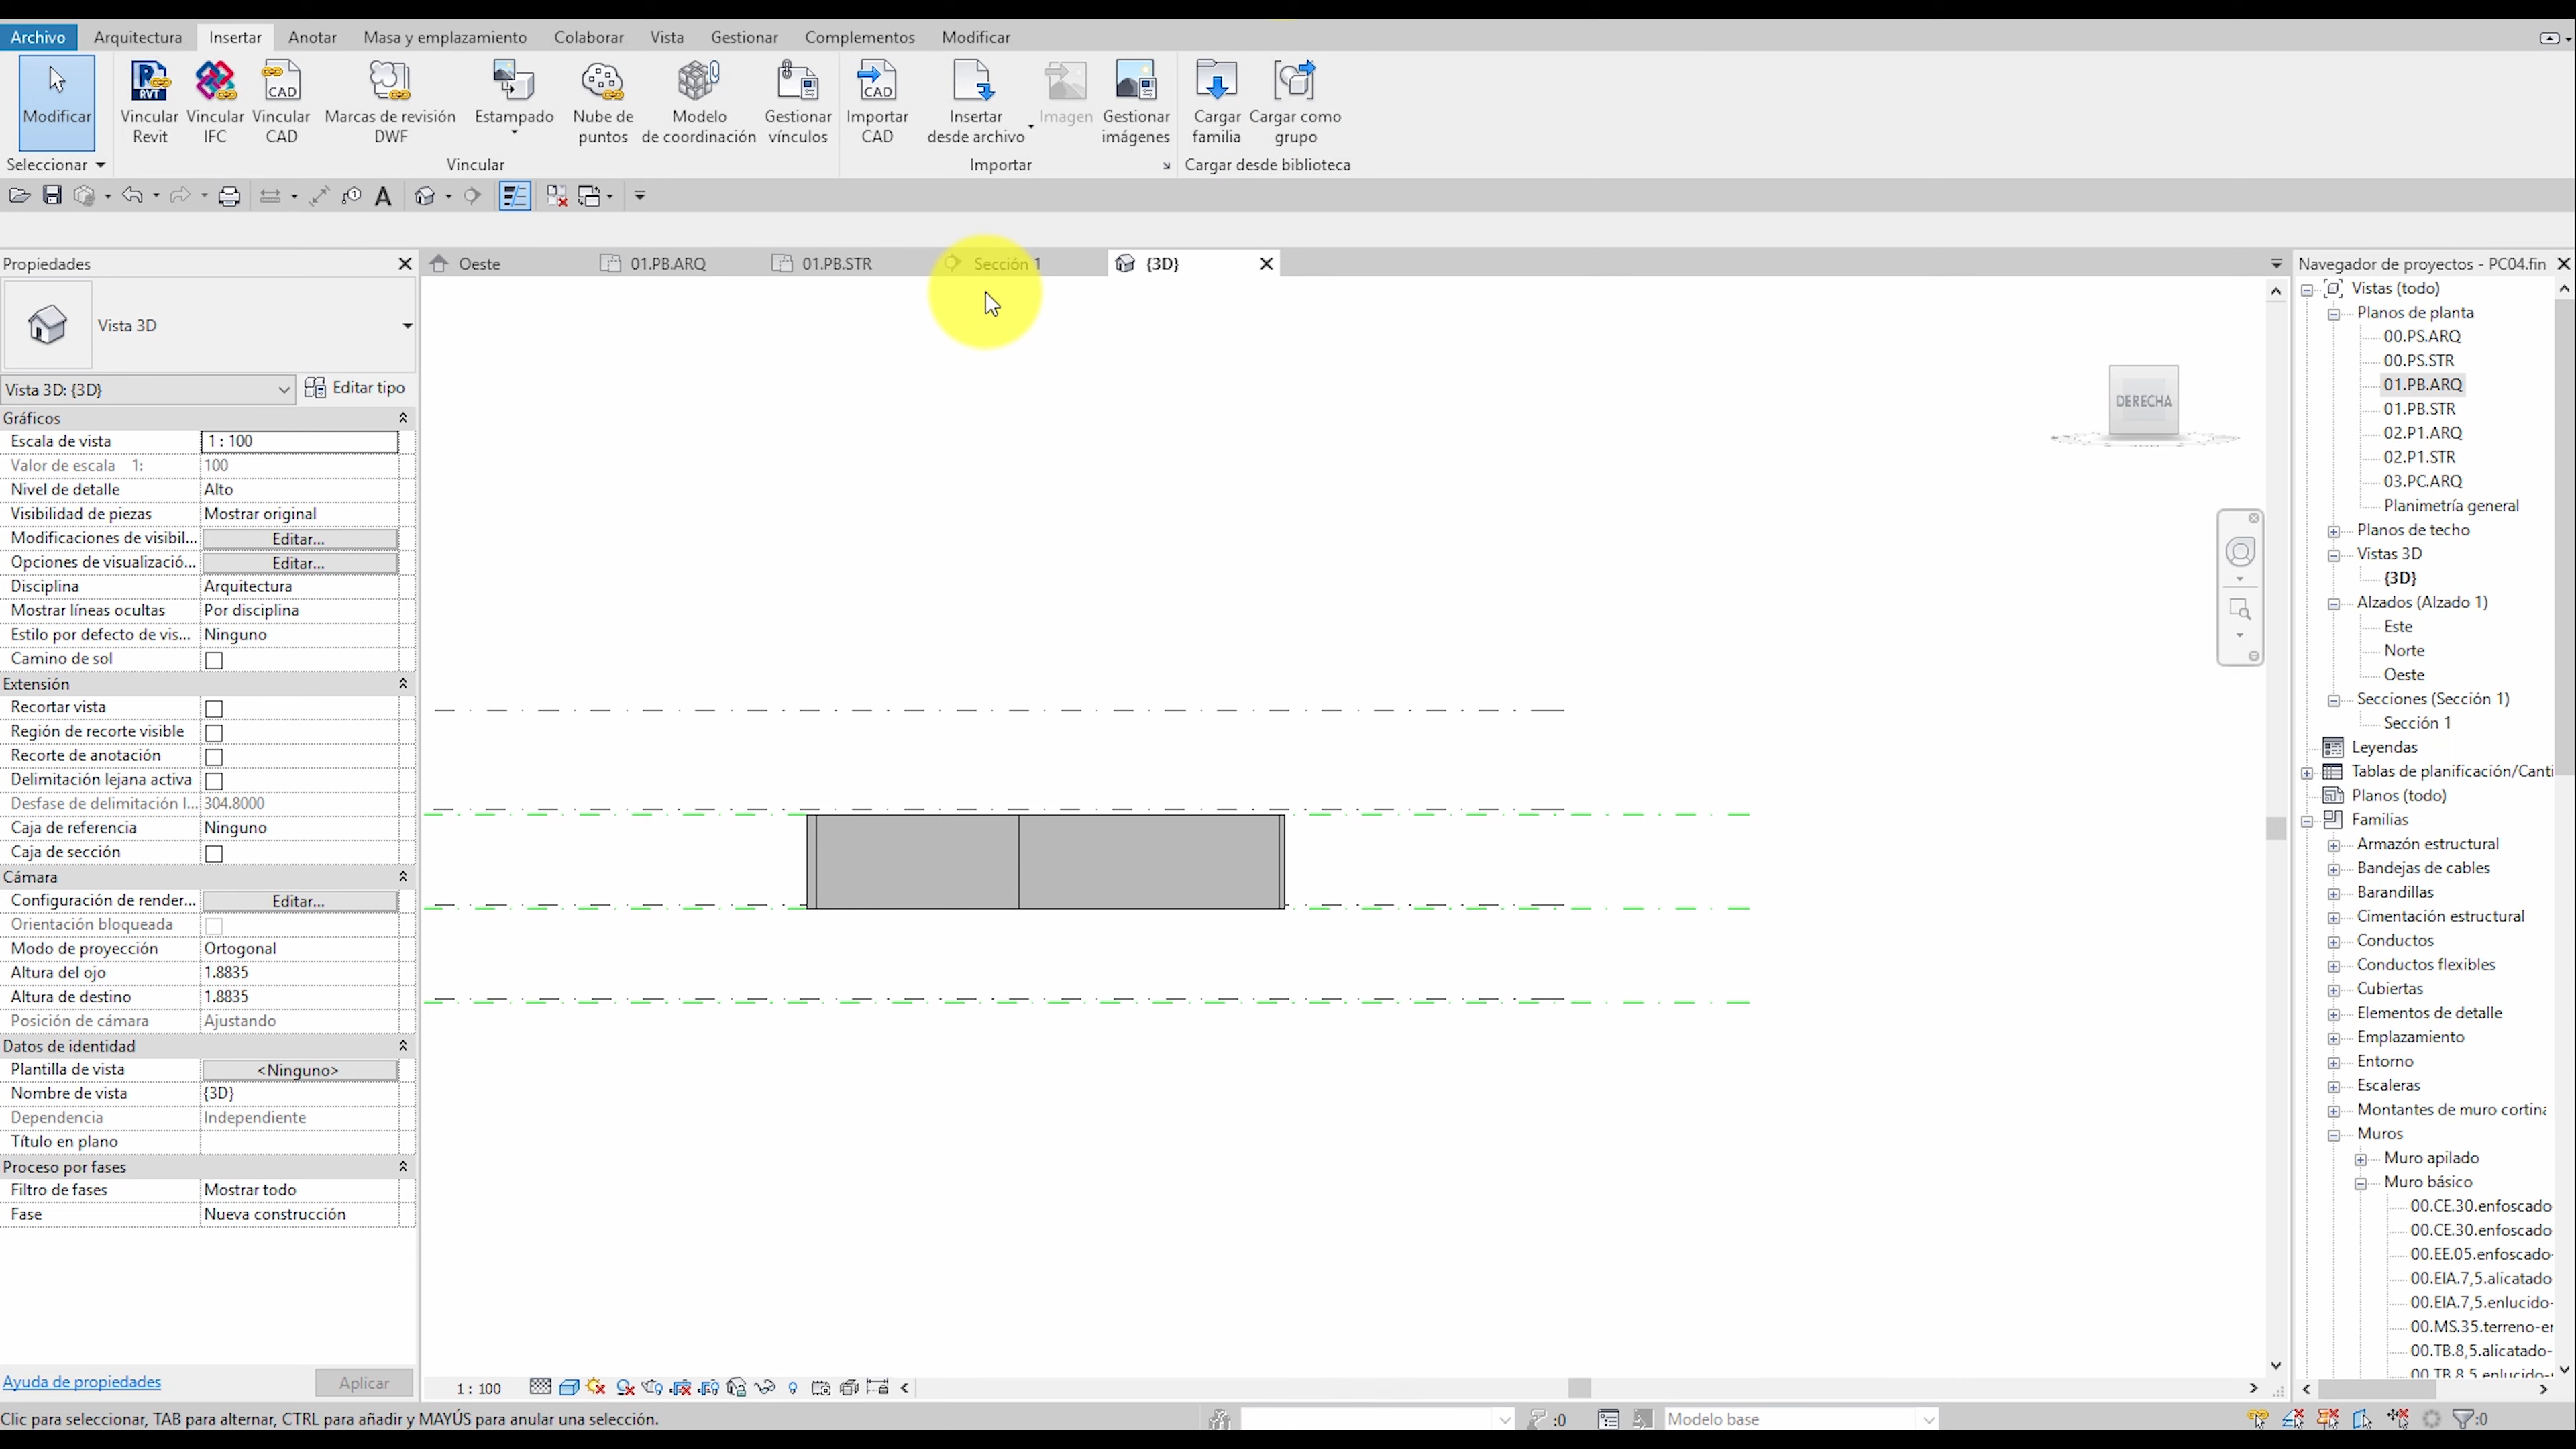 Archivo Arquitectura Insertar Anotar Masa y emplazamiento Colaborar Vista Gestionar Complementos Modificar
Modificar
Vincular Revit
Vincular IFC
Vincular CAD
Marcas de revisión DWF
Estampado
Nube de puntos
Modelo de coordinación
Gestionar vínculos
Importar CAD
Insertar desde archivo
Imagen
Gestionar imágenes
Cargar familia
Cargar como grupo
Seleccionar
Vincular
Importar
Cargar desde biblioteca
Propiedades
Oeste
01.PB.ARQ
01.PB.STR
Sección 1
{3D}
Vista 3D
Vista 3D: {3D}
Editar tipo
Gráficos
Escala de vista 1 : 100
Valor de escala 1: 100
Nivel de detalle Alto
Visibilidad de piezas Mostrar original
Modificaciones de visibil... Editar...
Opciones de visualizació... Editar...
Disciplina Arquitectura
Mostrar líneas ocultas Por disciplina
Estilo por defecto de vis... Ninguno
Camino de sol
Extensión
Recortar vista
Región de recorte visible
Recorte de anotación
Delimitación lejana activa
Desfase de delimitación l... 304.8000
Caja de referencia Ninguno
Caja de sección
Cámara
Configuración de render... Editar...
Orientación bloqueada
Modo de proyección Ortogonal
Altura del ojo 1.8835
Altura de destino 1.8835
Posición de cámara Ajustando
Datos de identidad
Plantilla de vista <Ninguno>
Nombre de vista {3D}
Dependencia Independiente
Título en plano
Proceso por fases
Filtro de fases Mostrar todo
Fase Nueva construcción
Ayuda de propiedades
Aplicar
DERECHA
1 : 100
Navegador de proyectos - PC04.fin
Vistas (todo)
Planos de planta
00.PS.ARQ
00.PS.STR
01.PB.ARQ
01.PB.STR
02.P1.ARQ
02.P1.STR
03.PC.ARQ
Planimetría general
Planos de techo
Vistas 3D
{3D}
Alzados (Alzado 1)
Este
Norte
Oeste
Secciones (Sección 1)
Sección 1
Leyendas
Tablas de planificación/Canti
Planos (todo)
Familias
Armazón estructural
Bandejas de cables
Barandillas
Cimentación estructural
Conductos
Conductos flexibles
Cubiertas
Elementos de detalle
Emplazamiento
Entorno
Escaleras
Montantes de muro cortina
Muros
Muro apilado
Muro básico
00.CE.30.enfoscado
00.CE.30.enfoscado
00.EE.05.enfoscado-
00.EIA.7,5.alicatado
00.EIA.7,5.enlucido-
00.MS.35.terreno-er
00.TB.8,5.alicatado-
00.TB.8,5.enlucido-
Clic para seleccionar, TAB para alternar, CTRL para añadir y MAYÚS para anular una selección.
:0
Modelo base
:0